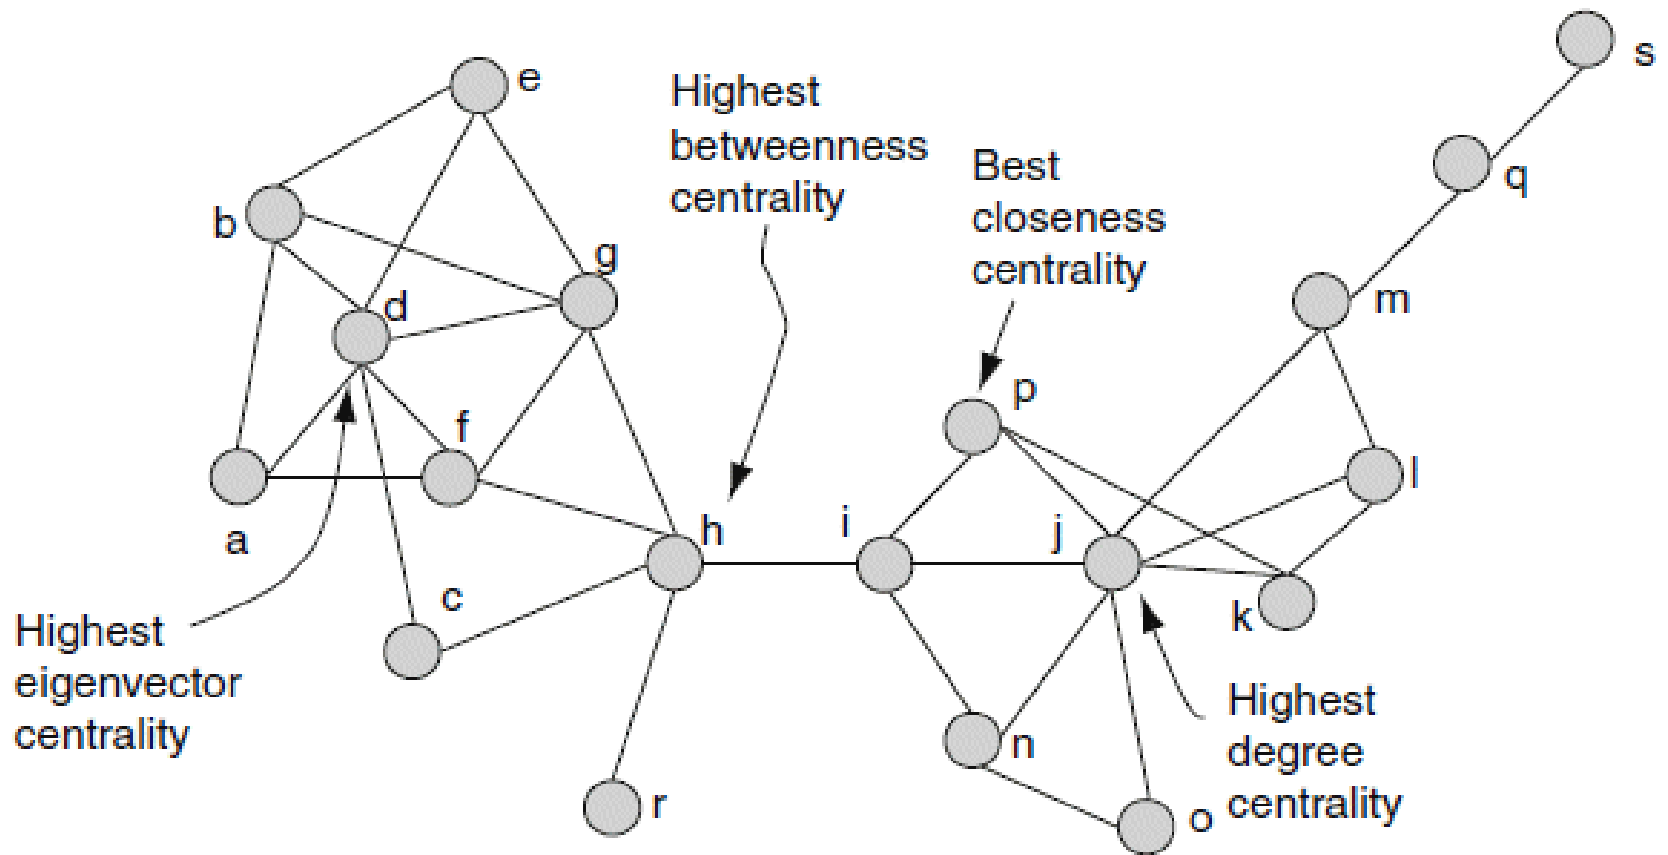 s
e
Highest
betweenness
centrality
Best
closeness
centrality
q
b
g
d
m
p
f
l
a
h
i
j
c
k
Highest
eigenvector
centrality
Highest
degree
centrality
n
r
o